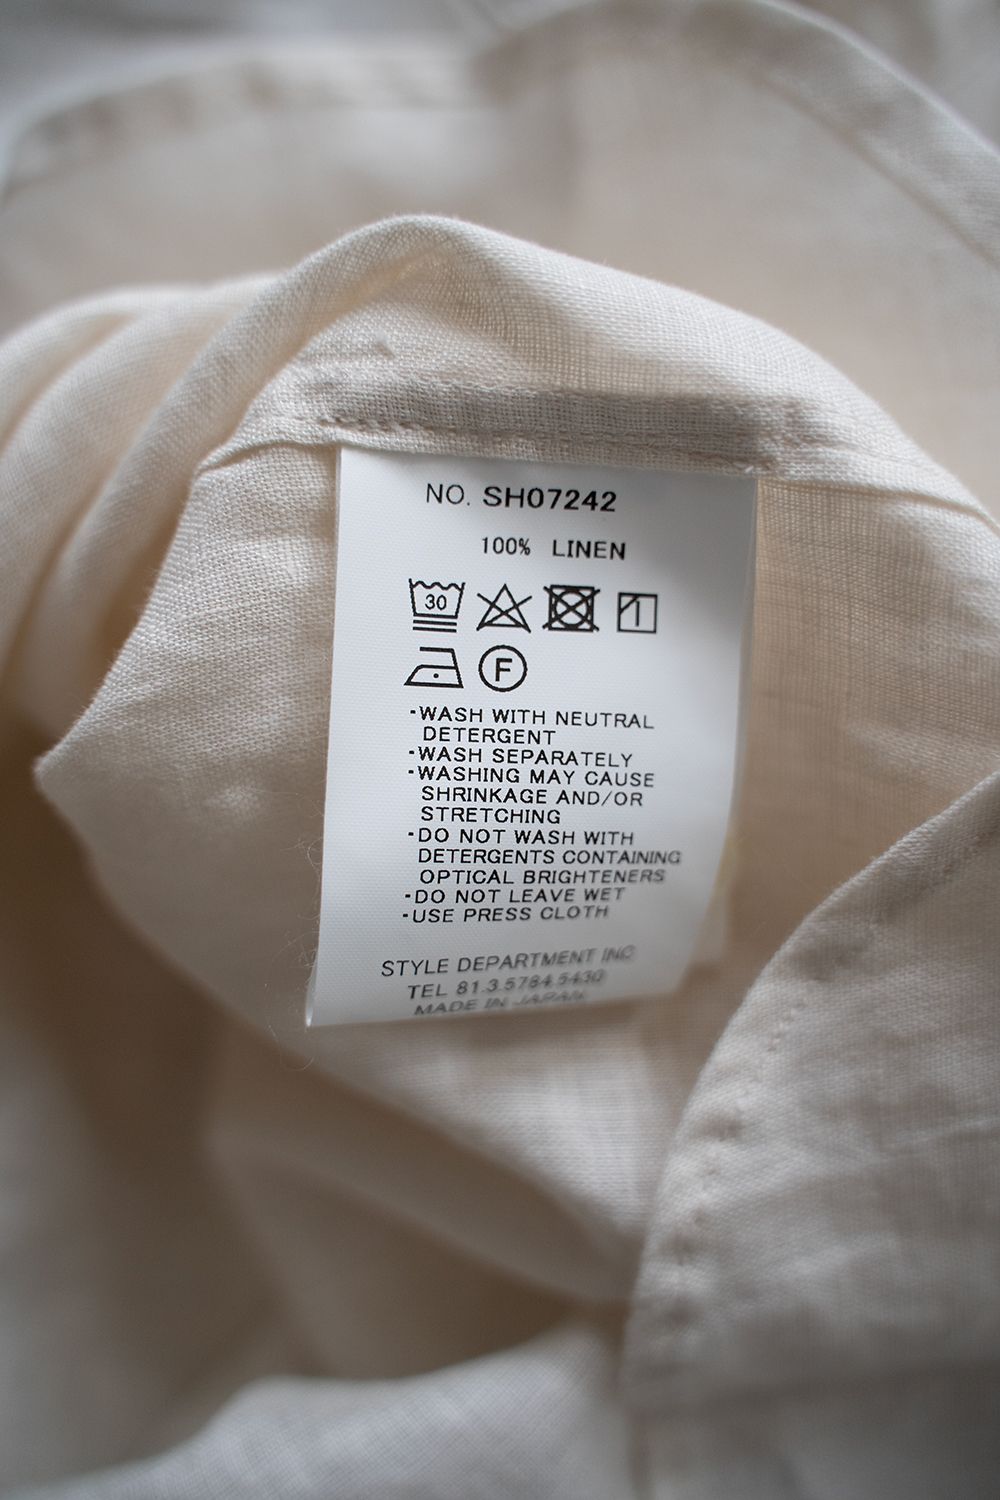 NO. SH07242
100% LINEN
30
F
-WASH WITH NEUTRAL
DETERGENT
-WASH SEPARATELY
-WASHING MAY CAUSE
SHRINKAGE AND/OR
STRETCHING
-DO NOT WASH WITH
DETERGENTS CONTAINING
OPTICAL BRIGHTENERS
-DO NOT LEAVE WET
-USE PRESS CLOTH
STYLE DEPARTMENT INC
TEL 81.3.5784.5430
MADE IN JAPAN